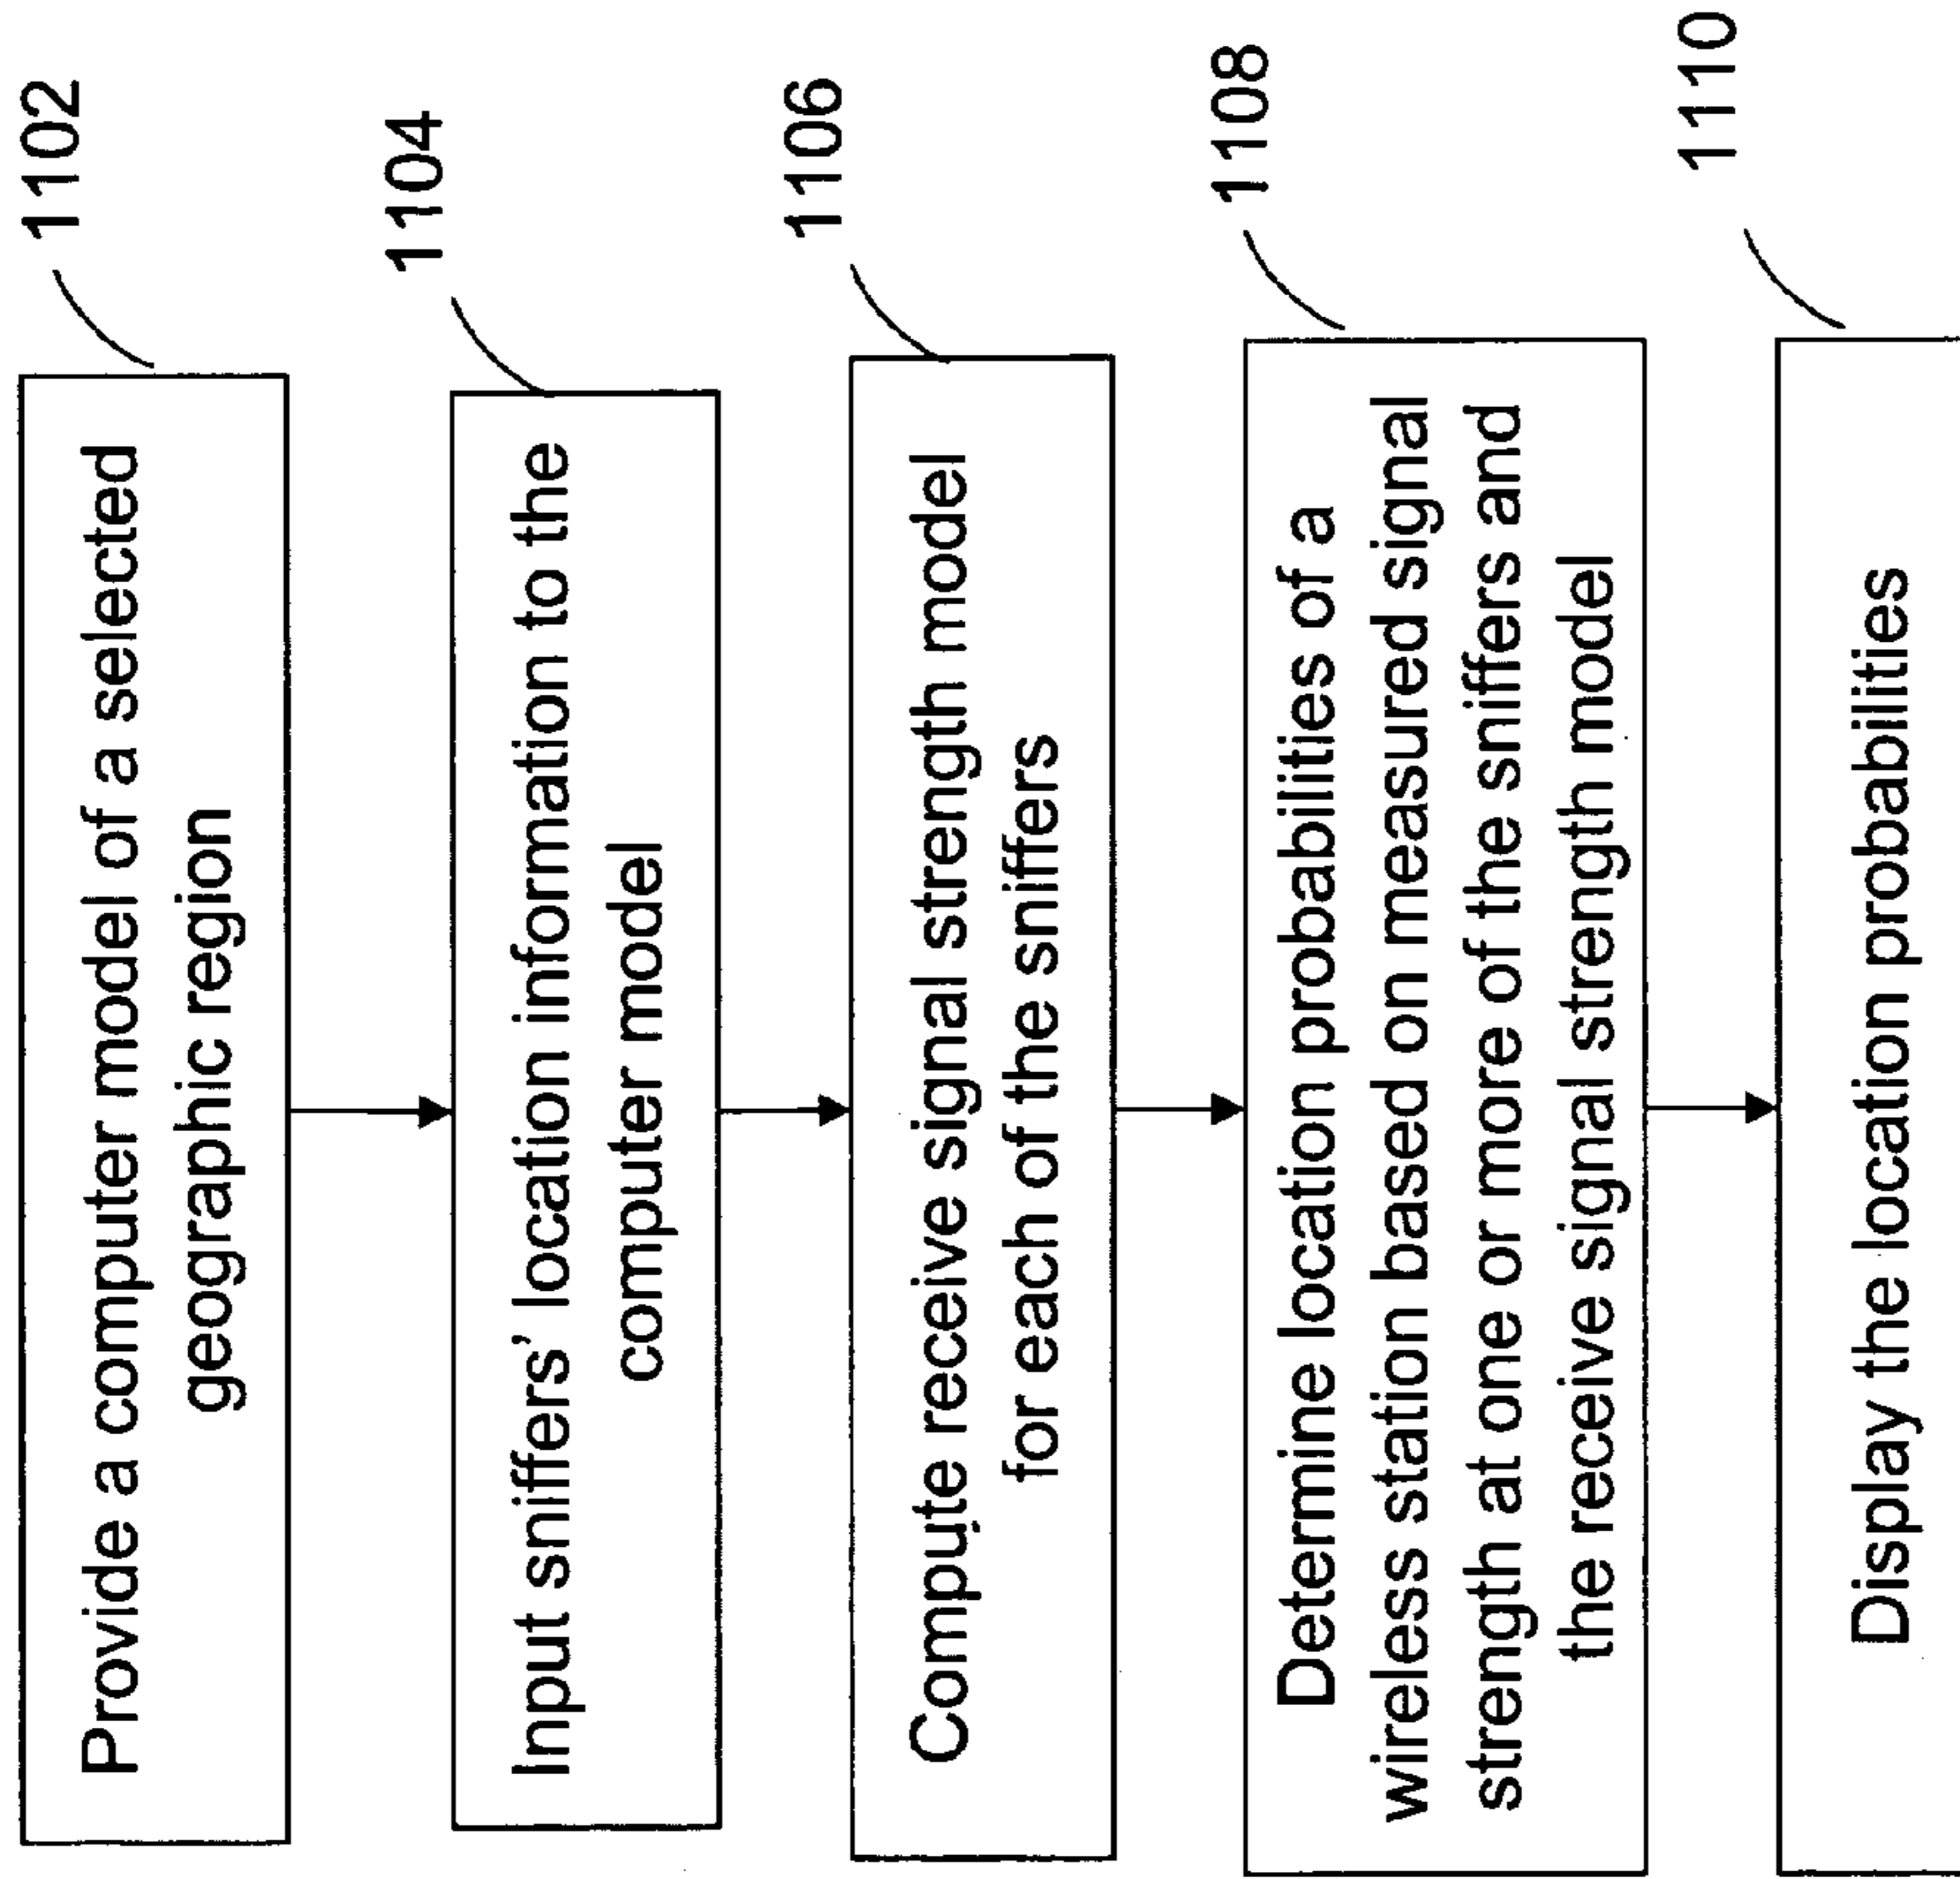 1102
Provide a computer model of a selected
geographic region
1104
Input sniffers’ location information to the
computer model
1106
Compute receive signal strength model
for each of the sniffers
1108
Determine location probabilities of a
wireless station based on measured signal
strength at one or more of the sniffers and
the receive signal strength model
1110
Display the location probabilities